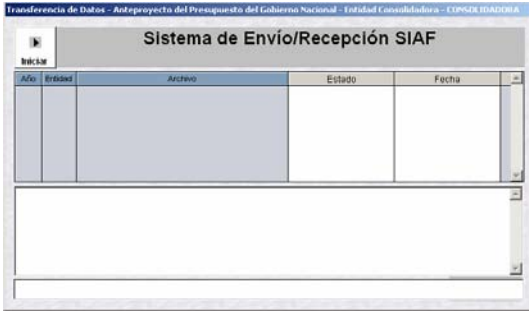 Transferencia de Datos - Anteproyecto del Presupuesto del Gobierno Nacional - Entidad Consolidadora - CONSOLIDADORA
Sistema de Envío/Recepción SIAF
Iniciar
Año Entidad Archivo Estado Fecha